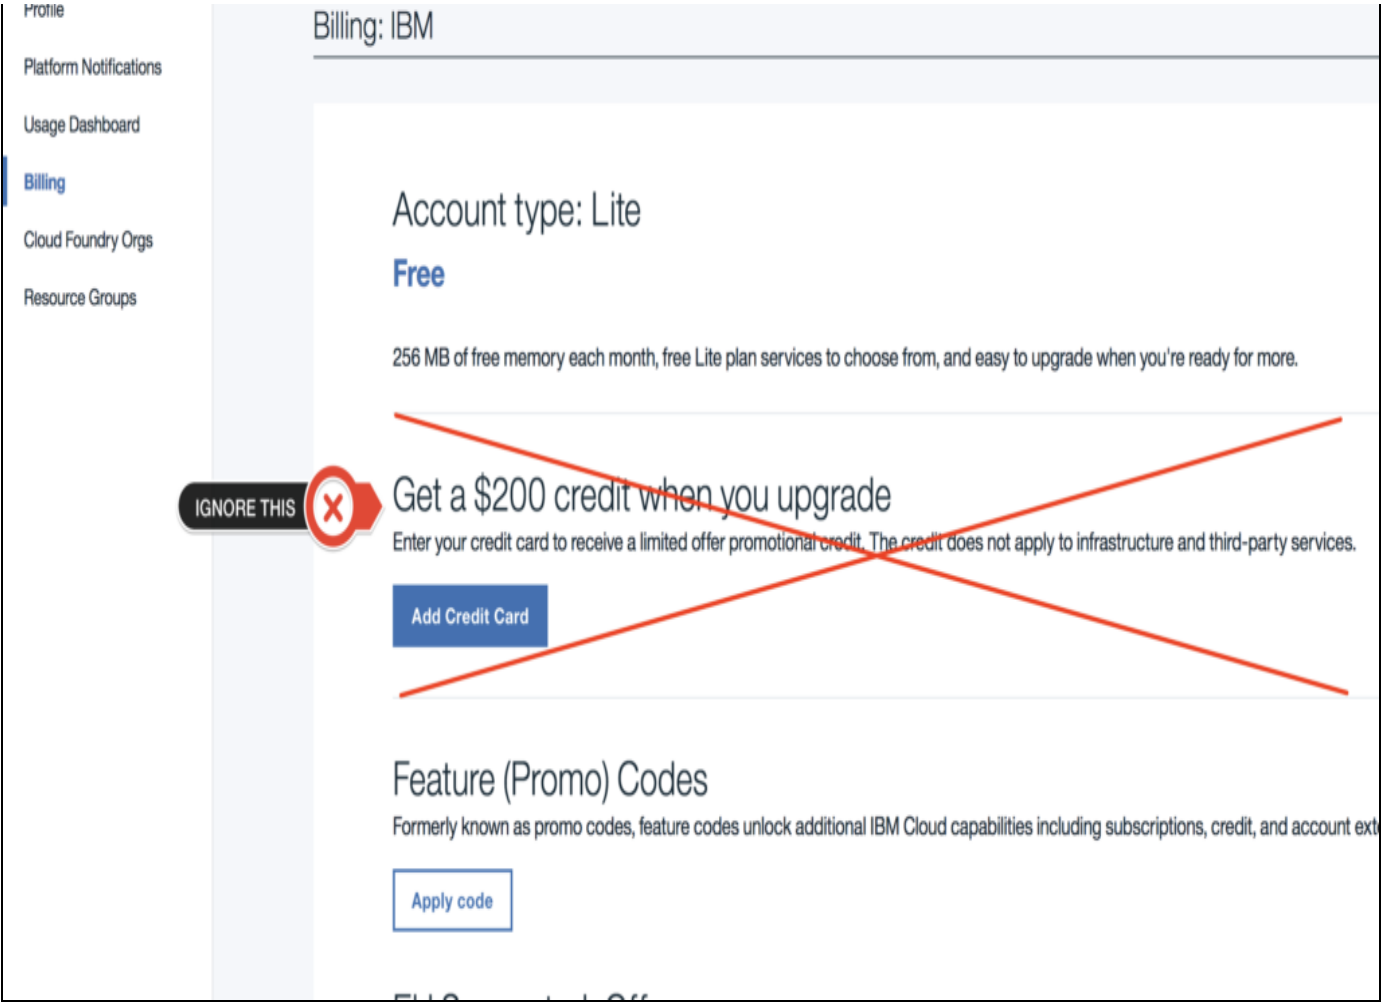 Profile
Platform Notifications
Usage Dashboard
Billing
Cloud Foundry Orgs
Resource Groups
Billing: IBM
Account type: Lite
Free
256 MB of free memory each month, free Lite plan services to choose from, and easy to upgrade when you're ready for more.
IGNORE THIS
Get a $200 credit when you upgrade
Enter your credit card to receive a limited offer promotional credit. The credit does not apply to infrastructure and third-party services.
Add Credit Card
Feature (Promo) Codes
Formerly known as promo codes, feature codes unlock additional IBM Cloud capabilities including subscriptions, credit, and account
Apply code